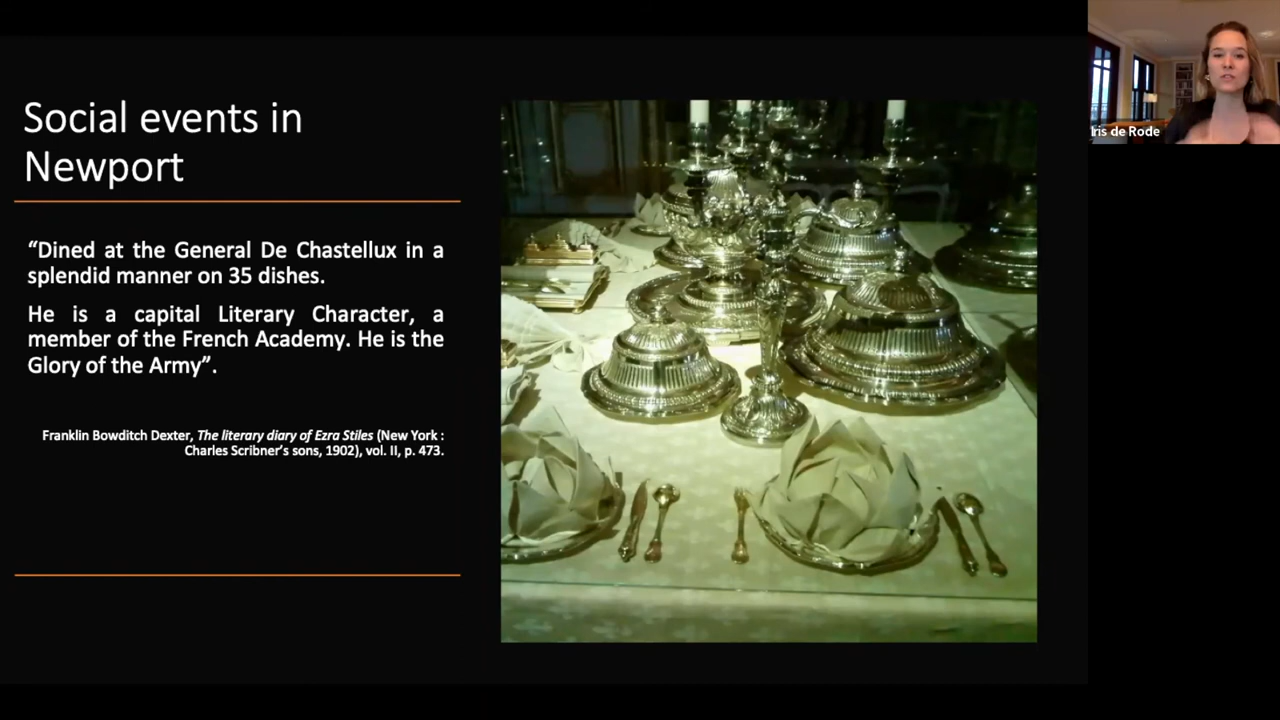 Social events in
Newport
“Dined at the General De Chastellux in a
splendid manner on 35 dishes.
He is a capital Literary Character, a
member of the French Academy. He is the
Glory of the Army”.
Franklin Bowditch Dexter, The literary diary of Ezra Stiles (New York :
Charles Scribner’s sons, 1902), vol. II, p. 473.
Iris de Rode